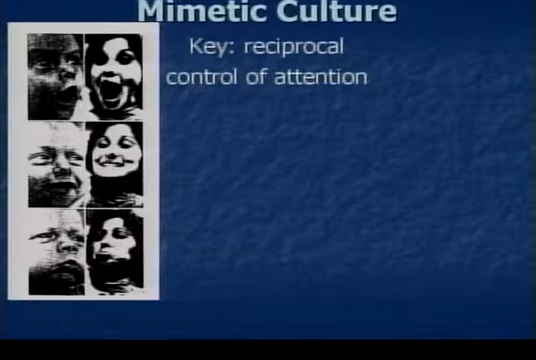 Mimetic Culture
Key: reciprocal
control of attention